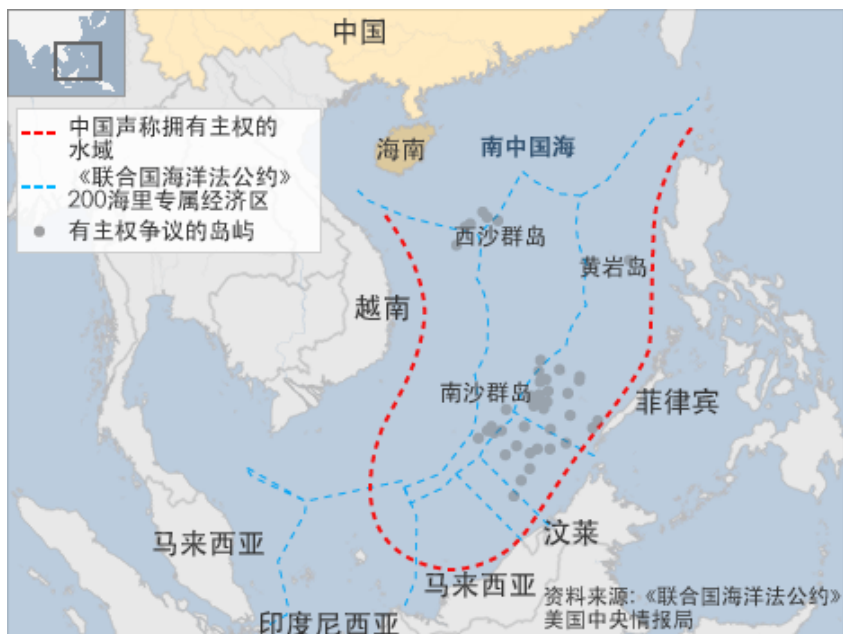 中国
中国声称拥有主权的
水域
《联合国海洋法公约》
200海里专属经济区
有主权争议的岛屿
海南
南中国海
西沙群岛
黄岩岛
越南
南沙群岛
菲律宾
马来西亚
汶莱
马来西亚
印度尼西亚
资料来源:《联合国海洋法公约》
美国中央情报局